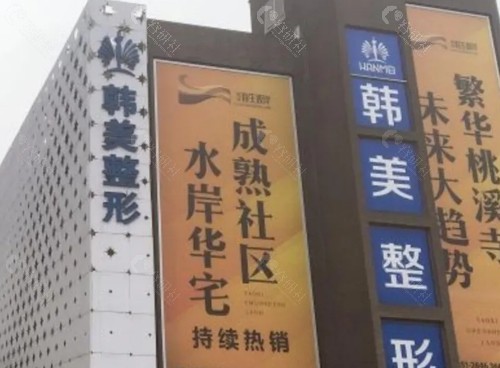 韩美整形
成熟社区
水岸华宅
持续热销
HANMEI
韩美整形
繁华桃溪寺
未来大趋势